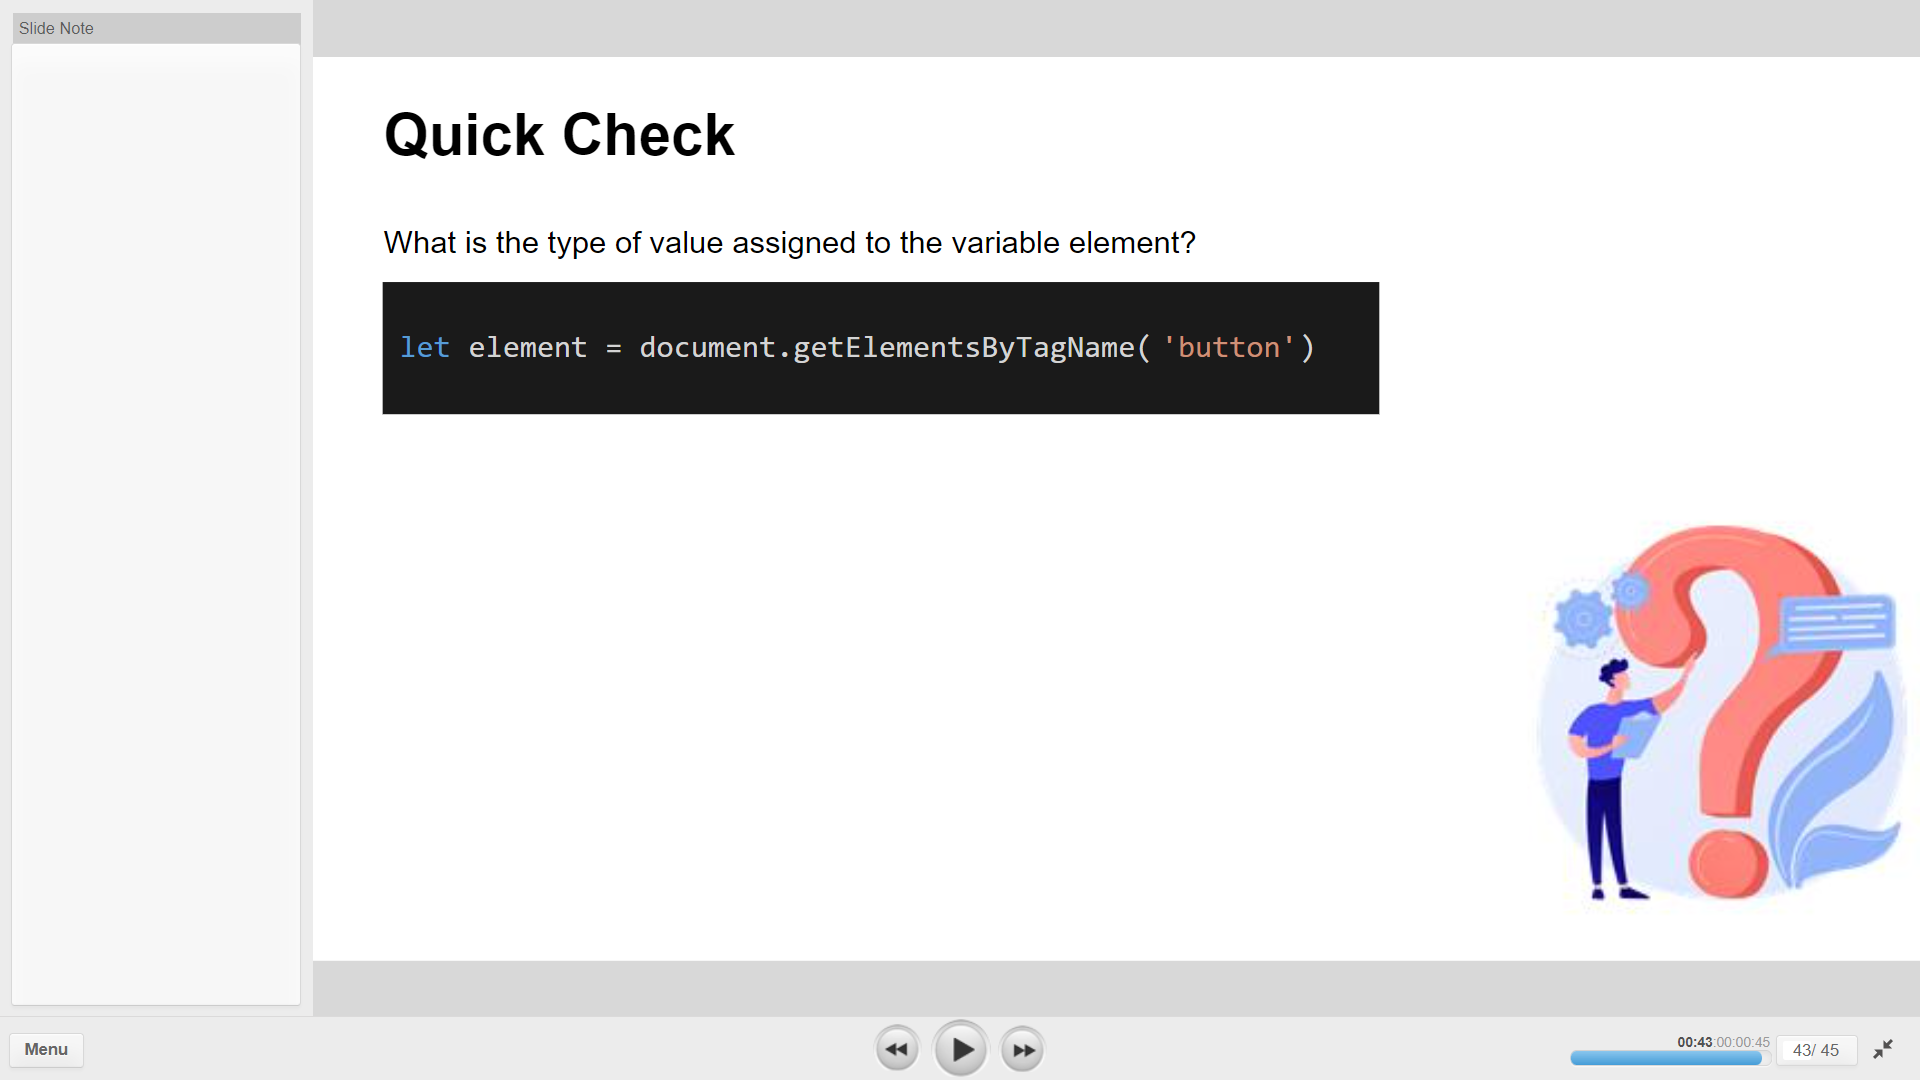 Slide Note
Quick Check
What is the type of value assigned to the variable element?
let element = document.getElementsByTagName( 'button')
Menu
00:43:00:00:45
43/ 45